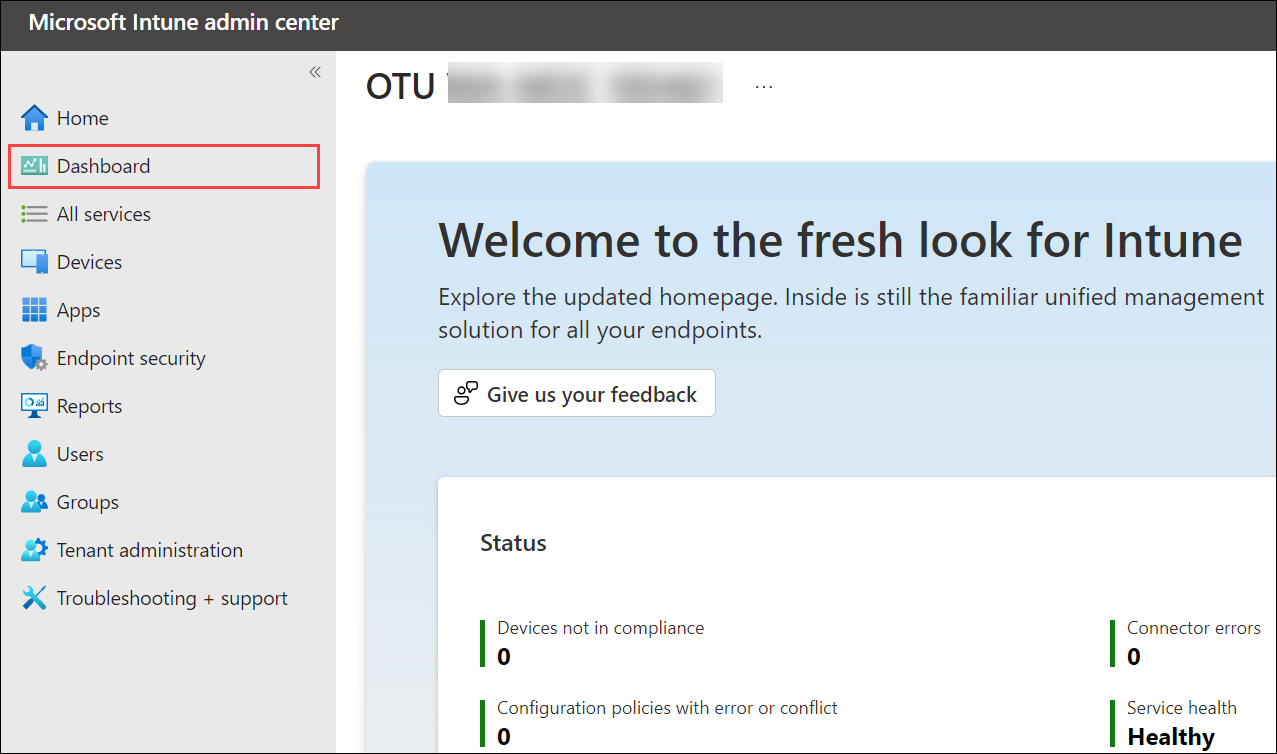 Microsoft Intune admin center
«
OTU
...
Home
Dashboard
All services
Devices
Apps
Endpoint security
Reports
Users
Groups
Tenant administration
Troubleshooting + support
Welcome to the fresh look for Intune
Explore the updated homepage. Inside is still the familiar unified management
solution for all your endpoints.
Give us your feedback
Status
Devices not in compliance
0
Connector errors
0
Configuration policies with error or conflict
0
Service health
Healthy